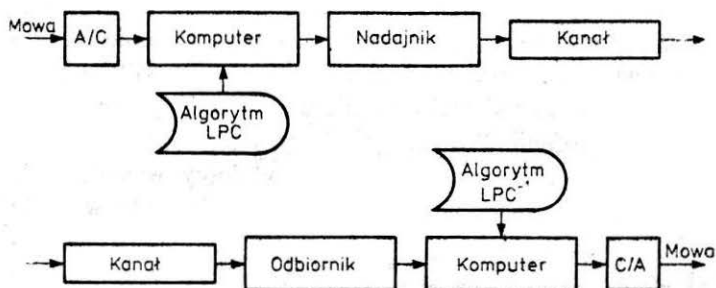 Mowa
A/C
Komputer
Nadajnik
Kanał
Algorytm
LPC
Algorytm
LPC⁻¹
Kanał
Odbiornik
Komputer
C/A
Mowa